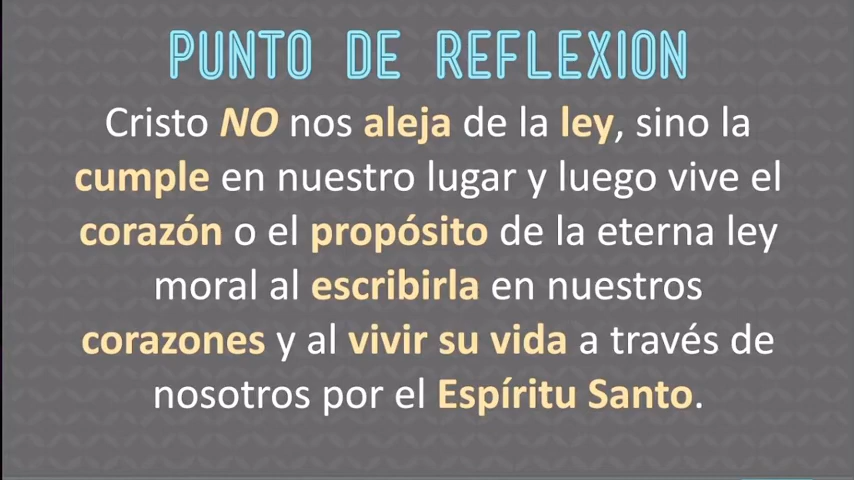 PUNTO DE REFLEXION
Cristo NO nos aleja de la ley, sino la
cumple en nuestro lugar y luego vive el
corazón o el propósito de la eterna ley
moral al escribirla en nuestros
corazones y al vivir su vida a través de
nosotros por el Espíritu Santo.